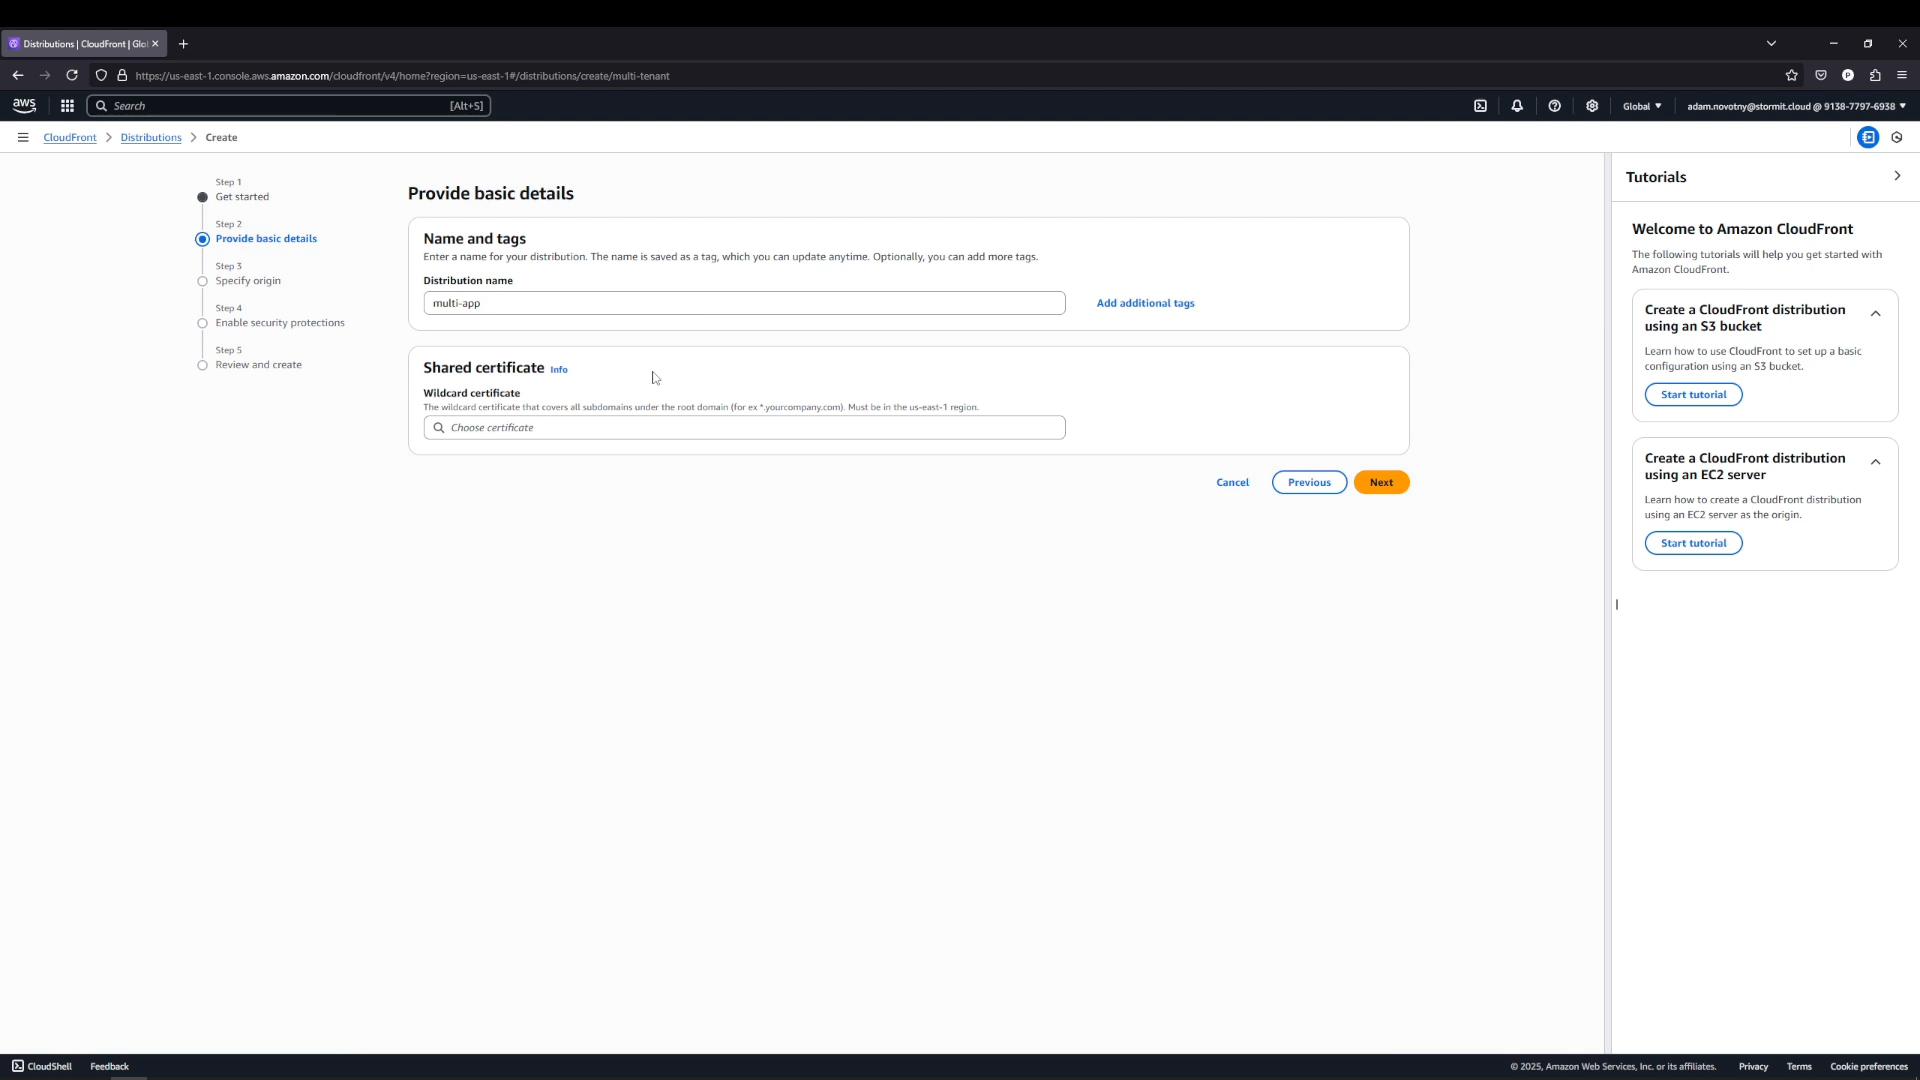 Distributions | CloudFront | Glo
https://us-east-1.console.aws.amazon.com/cloudfront/v4/home?region=us-east-1#/distributions/create/multi-tenant
aws
Search
[Alt+S]
Global
adam.novotny@stormit.cloud @ 9138-7797-6938
CloudFront
Distributions
Create
Step 1
Get started
Step 2
Provide basic details
Step 3
Specify origin
Step 4
Enable security protections
Step 5
Review and create
Provide basic details
Name and tags
Enter a name for your distribution. The name is saved as a tag, which you can update anytime. Optionally, you can add more tags.
Distribution name
multi-app
Add additional tags
Shared certificate Info
Wildcard certificate
The wildcard certificate that covers all subdomains under the root domain (for ex *.yourcompany.com). Must be in the us-east-1 region.
Choose certificate
Cancel
Previous
Next
Tutorials
Welcome to Amazon CloudFront
The following tutorials will help you get started with
Amazon CloudFront.
Create a CloudFront distribution
using an S3 bucket
Learn how to use CloudFront to set up a basic
configuration using an S3 bucket.
Start tutorial
Create a CloudFront distribution
using an EC2 server
Learn how to create a CloudFront distribution
using an EC2 server as the origin.
Start tutorial
CloudShell
Feedback
© 2025, Amazon Web Services, Inc. or its affiliates.
Privacy
Terms
Cookie preferences